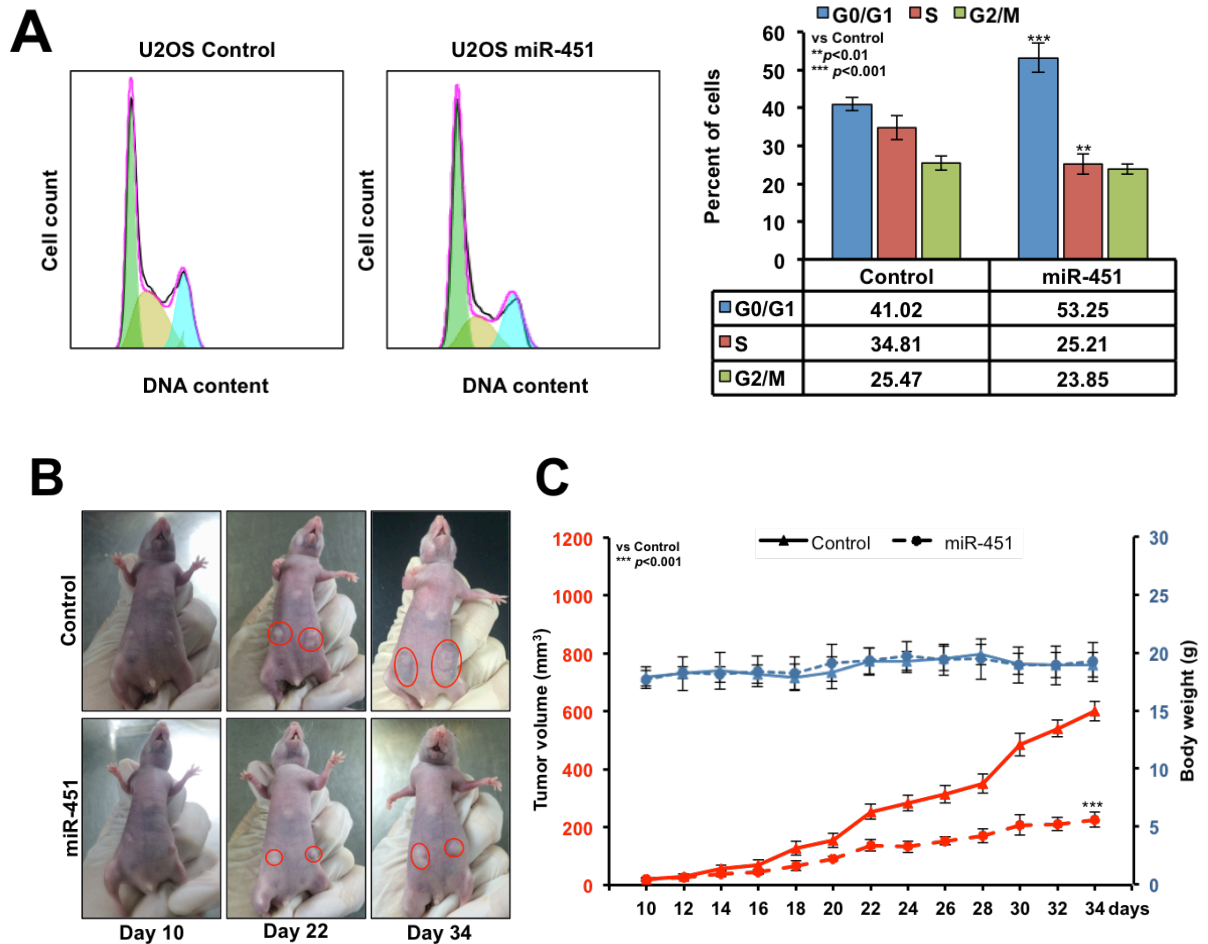 A
U2OS Control
U2OS miR-451
Cell count
Cell count
DNA content
DNA content
G0/G1 S G2/M
vs Control
**p<0.01
*** p<0.001
Percent of cells
60
50
40
30
20
10
0
***
**
Control miR-451
G0/G1 41.02 53.25
S 34.81 25.21
G2/M 25.47 23.85
B
Control
miR-451
Day 10 Day 22 Day 34
C
vs Control
*** p<0.001
Control miR-451
Tumor volume (mm³)
1200
1000
800
600
400
200
0
Body weight (g)
30
25
20
15
10
5
0
***
10 12 14 16 18 20 22 24 26 28 30 32 34 days